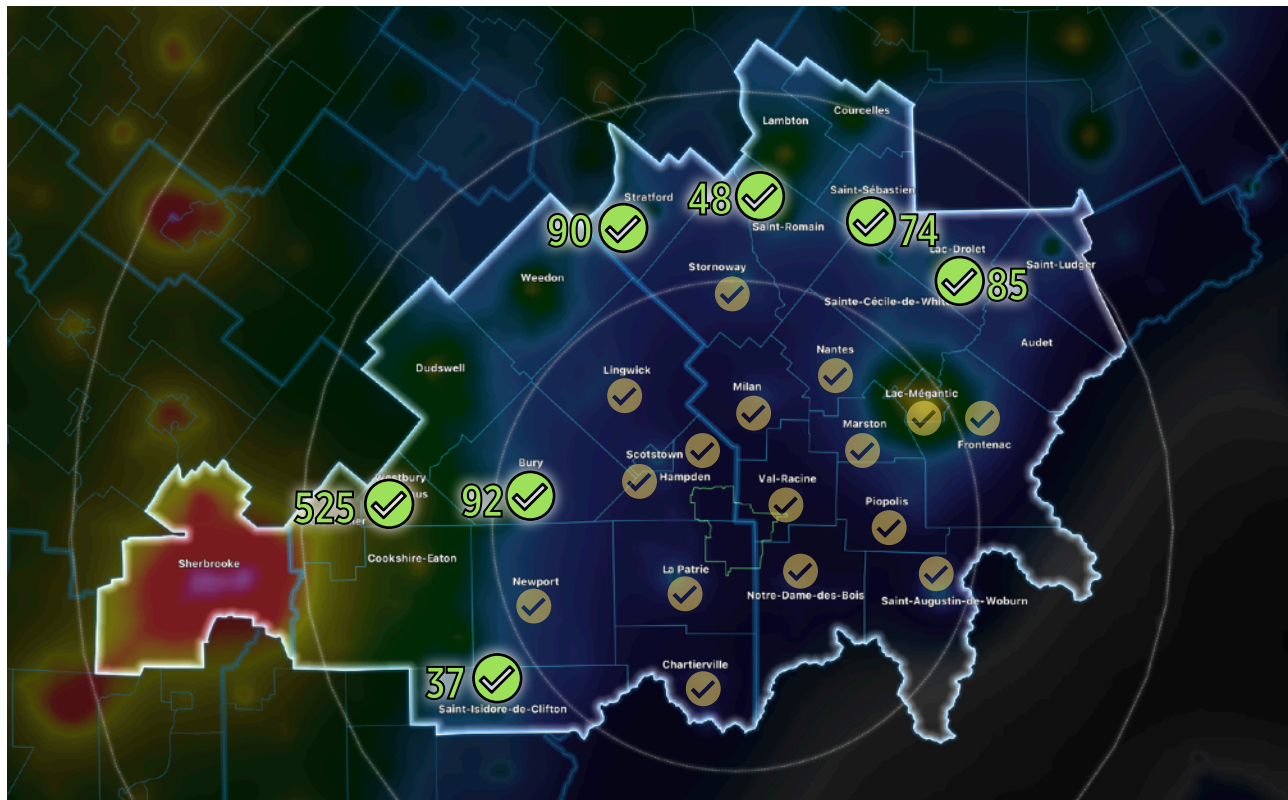 Courcelles
Lambton
Saint-Sébastien
Stratford
48
90
Saint-Romain
74
Lac-Drolet
Saint-Ludger
Stornoway
Weedon
85
Sainte-Cécile-de-Whit
Audet
Nantes
Dudswell
Lingwick
Milan
Lac-Mégantic
Marston
Frontenac
Scotstown
Bury
Hampden
Val-Racine
92
525
Piopolis
Cookshire-Eaton
Sherbrooke
La Patrie
Newport
Notre-Dame-des-Bois
Saint-Augustin-de-Woburn
Chartierville
37
Saint-Isidore-de-Clifton